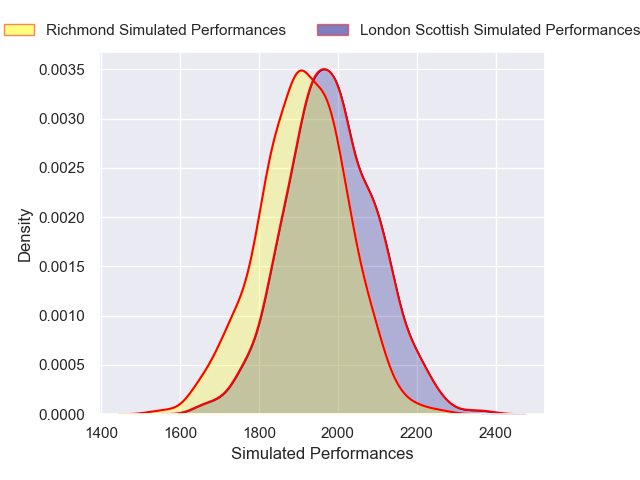 Richmond Simulated Performances London Scottish Simulated Performances
0.0035
0.0030
0.0025
0.0020
0.0015
0.0010
0.0005
0.0000
Density
1400 1600 1800 2000 2200 2400
Simulated Performances